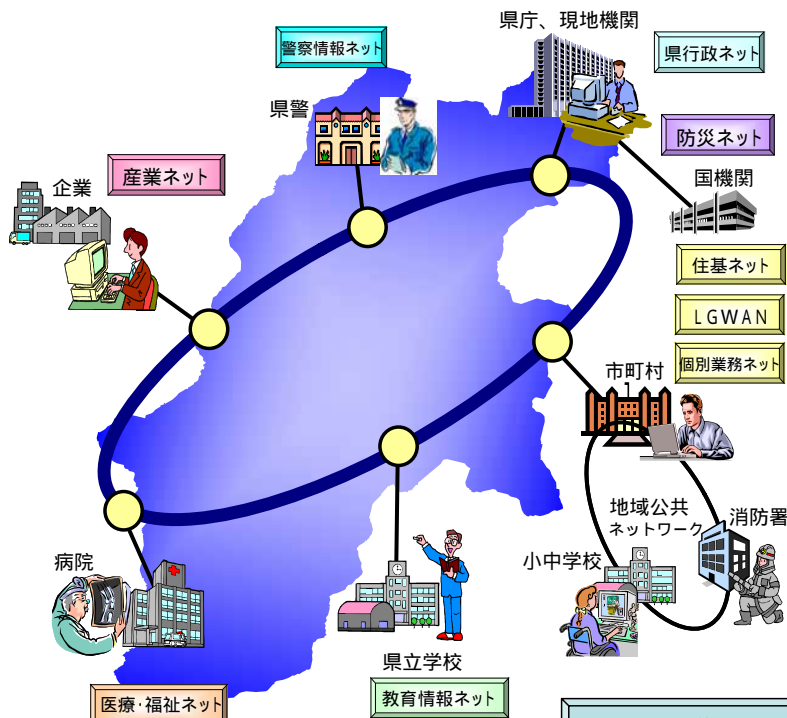 県庁、現地機関
警察情報ネット
県行政ネット
県警
防災ネット
産業ネット
企業
国機関
住基ネット
LGWAN
個別業務ネット
市町村
地域公共
ネットワーク
消防署
小中学校
病院
県立学校
医療・福祉ネット
教育情報ネット